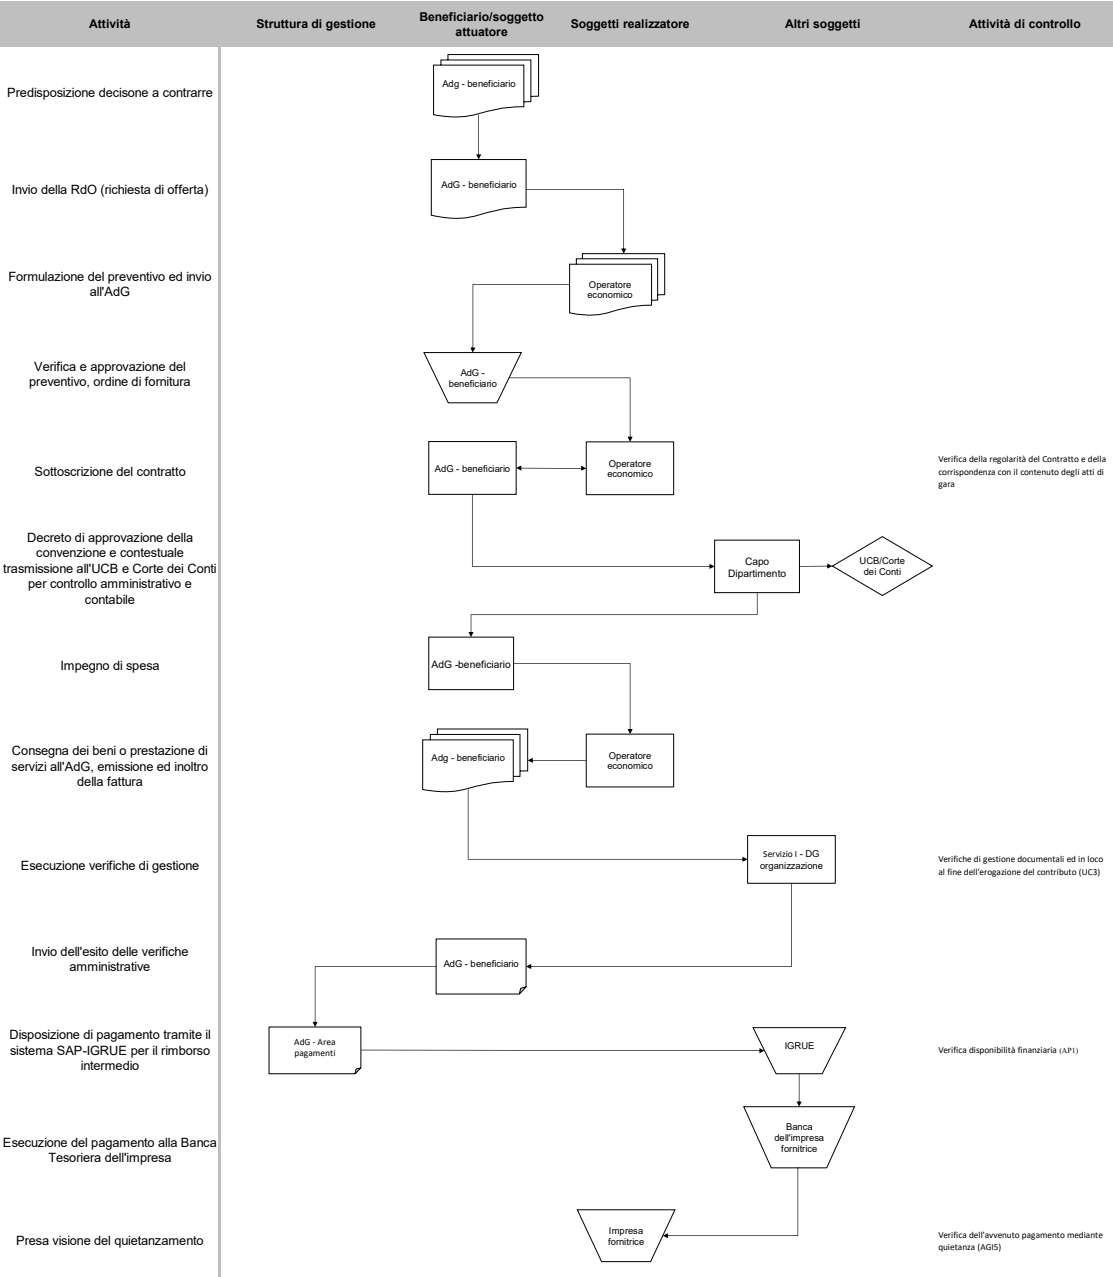 Attività
Struttura di gestione
Beneficiario/soggetto
attuatore
Soggetti realizzatore
Altri soggetti
Attività di controllo
Predisposizione decisone a contrarre
Adg - beneficiario
Invio della RdO (richiesta di offerta)
AdG - beneficiario
Formulazione del preventivo ed invio
all'AdG
Operatore
economico
Verifica e approvazione del
preventivo, ordine di fornitura
AdG -
beneficiario
Sottoscrizione del contratto
AdG - beneficiario
Operatore
economico
Verifica della regolarità del Contratto e della
corrispondenza con il contenuto degli atti di
gara
Decreto di approvazione della
convenzione e contestuale
trasmissione all'UCB e Corte dei Conti
per controllo amministrativo e
contabile
Capo
Dipartimento
UCB/Corte
dei Conti
Impegno di spesa
AdG -beneficiario
Consegna dei beni o prestazione di
servizi all'AdG, emissione ed inoltro
della fattura
Adg - beneficiario
Operatore
economico
Esecuzione verifiche di gestione
Servizio I - DG
organizzazione
Verifiche di gestione documentali ed in loco
al fine dell'erogazione del contributo (UC3)
Invio dell'esito delle verifiche
amministrative
AdG - beneficiario
Disposizione di pagamento tramite il
sistema SAP-IGRUE per il rimborso
intermedio
AdG - Area
pagamenti
IGRUE
Verifica disponibilità finanziaria (AP1)
Esecuzione del pagamento alla Banca
Tesoriera dell'impresa
Banca
dell'impresa
fornitrice
Presa visione del quietanzamento
Impresa
fornitrice
Verifica dell'avvenuto pagamento mediante
quietanza (AGI5)